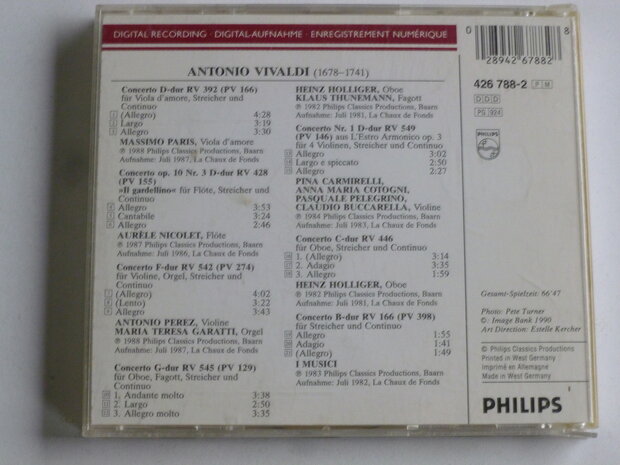 DIGITAL RECORDING · DIGITAL-AUFNAHME · ENREGISTREMENT NUMÉRIQUE
ANTONIO VIVALDI (1678–1741)
Concerto D-dur RV 392 (PV 166)
für Viola d'amore, Streicher und
Continuo
1 (Allegro) 4:28
2 Largo 3:19
3 Allegro 3:30
MASSIMO PARIS, Viola d'amore
℗ 1988 Philips Classics Productions, Baarn
Aufnahme: Juli 1987, La Chaux de Fonds
Concerto op. 10 Nr. 3 D-dur RV 428
(PV 155)
»Il gardellino« für Flöte, Streicher und
Continuo
4 Allegro 3:53
5 Cantabile 3:24
6 Allegro 2:46
AURÈLE NICOLET, Flöte
℗ 1987 Philips Classics Productions, Baarn
Aufnahme: Juli 1986, La Chaux de Fonds
Concerto F-dur RV 542 (PV 274)
für Violine, Orgel, Streicher und
Continuo
7 (Allegro) 4:02
8 (Lento) 3:22
9 Allegro 3:43
ANTONIO PEREZ, Violine
MARIA TERESA GARATTI, Orgel
℗ 1988 Philips Classics Productions, Baarn
Aufnahme: Juli 1987, La Chaux de Fonds
Concerto G-dur RV 545 (PV 129)
für Oboe, Fagott, Streicher und
Continuo
10 1. Andante molto 3:38
11 2. Largo 2:50
12 3. Allegro molto 3:35
HEINZ HOLLIGER, Oboe
KLAUS THUNEMANN, Fagott
℗ 1982 Philips Classics Productions, Baarn
Aufnahme: Juli 1981, La Chaux de Fonds
Concerto Nr. 1 D-dur RV 549
(PV 146) aus L'Estro Armonico op. 3
für 4 Violinen, Streicher und Continuo
13 Allegro 3:02
14 Largo e spiccato 2:50
15 Allegro 2:27
PINA CARMIRELLI,
ANNA MARIA COTOGNI,
PASQUALE PELEGRINO,
CLAUDIO BUCCARELLA, Violine
℗ 1984 Philips Classics Productions, Baarn
Aufnahme: Juli 1983, La Chaux de Fonds
Concerto C-dur RV 446
für Oboe, Streicher und Continuo
16 1. (Allegro) 3:14
17 2. Adagio 3:35
18 3. Allegro 1:59
HEINZ HOLLIGER, Oboe
℗ 1982 Philips Classics Productions, Baarn
Aufnahme: Juli 1981, La Chaux de Fonds
Concerto B-dur RV 166 (PV 398)
für Streicher und Continuo
19 Allegro 1:55
20 Adagio 1:41
21 (Allegro) 1:49
I MUSICI
℗ 1983 Philips Classics Productions, Baarn
Aufnahme: Juli 1982, La Chaux de Fonds
0 28942 67882 8
426 788-2 P M
DDD
PG 924
PHILIPS
Gesamt-Spielzeit: 66'47
Photo: Pete Turner
© Image Bank 1990
Art Direction: Estelle Kercher
© Philips Classics Productions
Printed in West Germany
Imprimé en Allemagne
Made in West Germany
PHILIPS